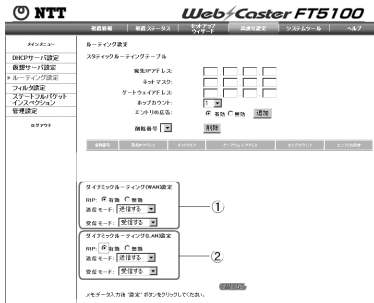 NTT
Web Caster FT5100
装置情報 装置ステータス セットアップウィザード 高速化設定 システムツール ヘルプ
メインメニュー
DHCPサーバ設定
仮想サーバ設定
ルーティング設定
フィルタ設定
ステートフルパケット
インスペクション
管理設定
ログアウト
ルーティング設定
スタティックルーティングテーブル
宛先IPアドレス:
ネットマスク:
ゲートウェイアドレス:
ホップカウント: 1
エントリの広告: 有効 無効 追加
削除番号 削除
ダイナミックルーティング(WAN)設定
RIP: 有効 無効
送信モード: 送信する
受信モード: 受信する
①
ダイナミックルーティング(LAN)設定
RIP: 有効 無効
送信モード: 送信する
受信モード: 受信する
②
メモデータ入力後 '設定' ボタンをクリックしてください。